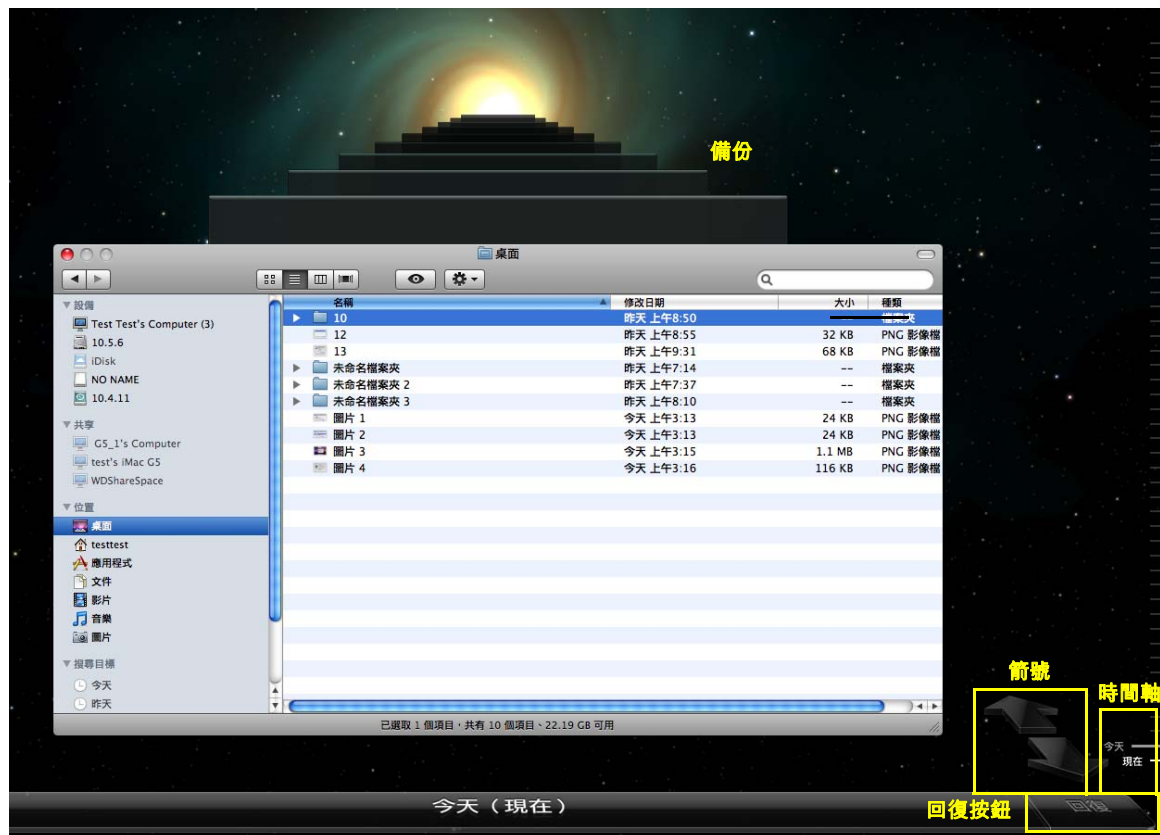 備份
桌面
設備
Test Test's Computer (3)
10.5.6
iDisk
NO NAME
10.4.11
共享
G5_1's Computer
test's iMac G5
WDShareSpace
位置
桌面
testtest
應用程式
文件
影片
音樂
圖片
搜尋目標
今天
昨天
名稱 修改日期 大小 種類
10 昨天 上午8:50 -- 檔案夾
12 昨天 上午8:55 32 KB PNG 影像檔
13 昨天 上午9:31 68 KB PNG 影像檔
未命名檔案夾 昨天 上午7:14 -- 檔案夾
未命名檔案夾 2 昨天 上午7:37 -- 檔案夾
未命名檔案夾 3 昨天 上午8:10 -- 檔案夾
圖片 1 今天 上午3:13 24 KB PNG 影像檔
圖片 2 今天 上午3:13 24 KB PNG 影像檔
圖片 3 今天 上午3:15 1.1 MB PNG 影像檔
圖片 4 今天 上午3:16 116 KB PNG 影像檔
已選取 1 個項目，共有 10 個項目、22.19 GB 可用
箭號
時間軸
今天
現在
今天（現在）
回復按鈕
回復